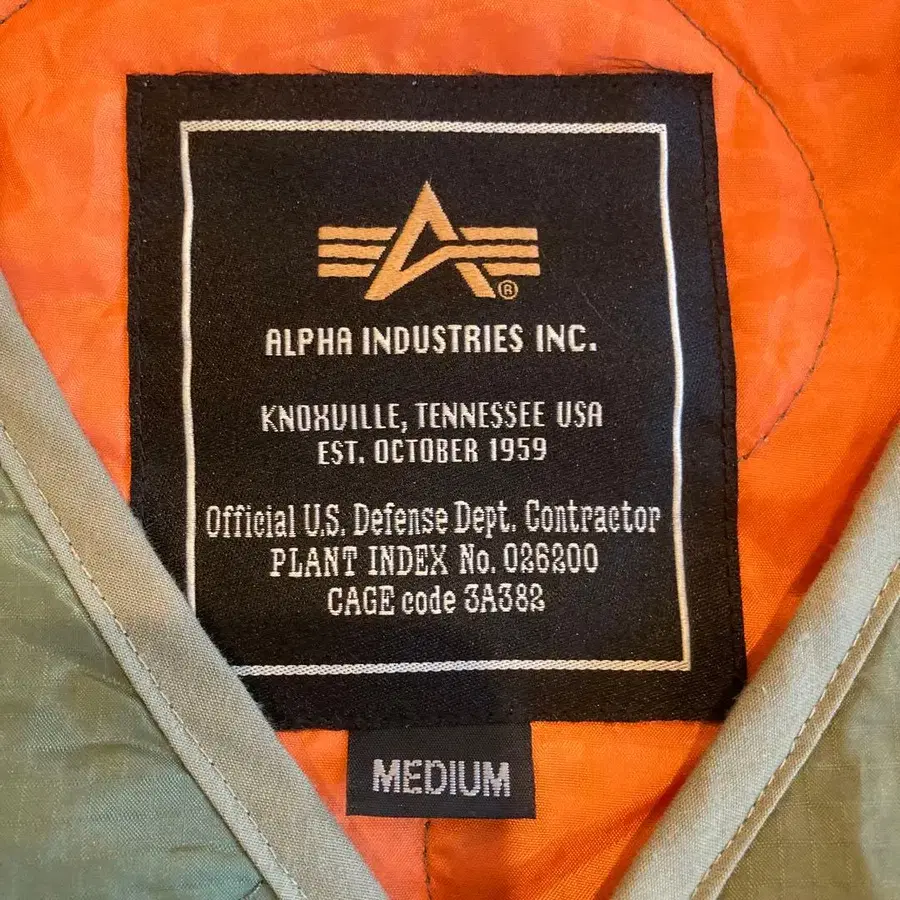 ®
ALPHA INDUSTRIES INC.
KNOXVILLE, TENNESSEE USA
EST. OCTOBER 1959
Official U.S. Defense Dept. Contractor
PLANT INDEX No. 026200
CAGE code 3A382
MEDIUM